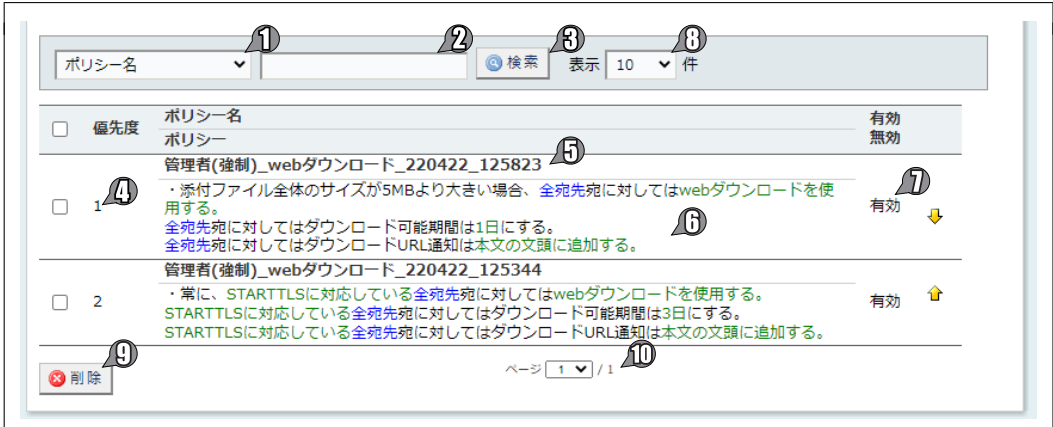 ① ② ③ ⑧
ポリシー名 検索 表示 10 件
優先度 ポリシー名 有効
ポリシー 無効
管理者(強制)_webダウンロード_220422_125823 ⑤
④ ⑦
・添付ファイル全体のサイズが5MBより大きい場合、全宛先宛に対してはwebダウンロードを使
1 用する。 ⑥ 有効
全宛先宛に対してはダウンロード可能期間は1日にする。
全宛先宛に対してはダウンロードURL通知は本文の文頭に追加する。
管理者(強制)_webダウンロード_220422_125344
・常に、STARTTLSに対応している全宛先宛に対してはwebダウンロードを使用する。
2 STARTTLSに対応している全宛先宛に対してはダウンロード可能期間は3日にする。 有効
STARTTLSに対応している全宛先宛に対してはダウンロードURL通知は本文の文頭に追加する。
⑨ ⑩
削除 ページ 1 / 1